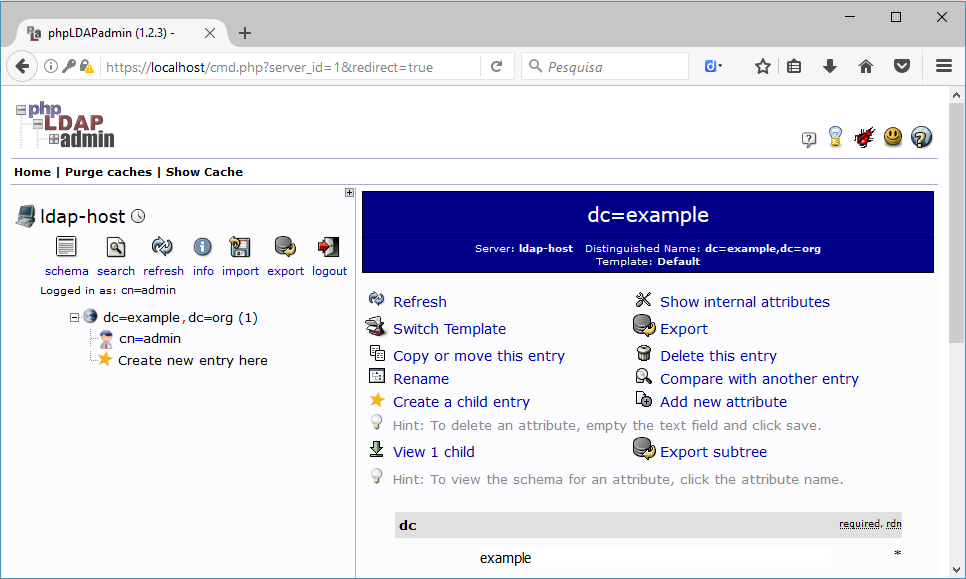 phpLDAPadmin (1.2.3) -
https://localhost/cmd.php?server_id=1&redirect=true
Pesquisa
php
LDAP
admin
Home | Purge caches | Show Cache
ldap-host
schema search refresh info import export logout
Logged in as: cn=admin
dc=example,dc=org (1)
cn=admin
Create new entry here
dc=example
Server: ldap-host Distinguished Name: dc=example,dc=org
Template: Default
Refresh Show internal attributes
Switch Template Export
Copy or move this entry Delete this entry
Rename Compare with another entry
Create a child entry Add new attribute
Hint: To delete an attribute, empty the text field and click save.
View 1 child Export subtree
Hint: To view the schema for an attribute, click the attribute name.
dc required, rdn
example *